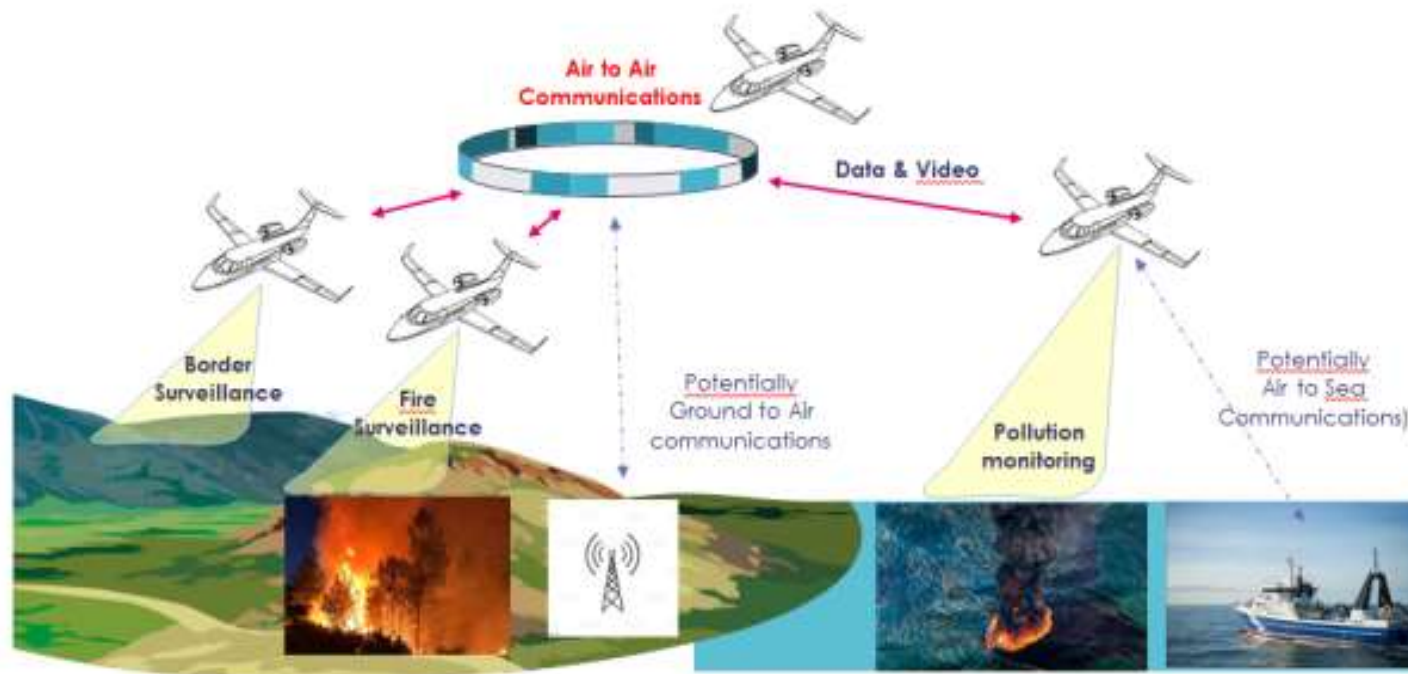 Air to Air
Communications
Data & Video
Border
Surveillance
Fire
Surveillance
Potentially
Ground to Air
communications
Pollution
monitoring
Potentially
Air to Sea
Communications)